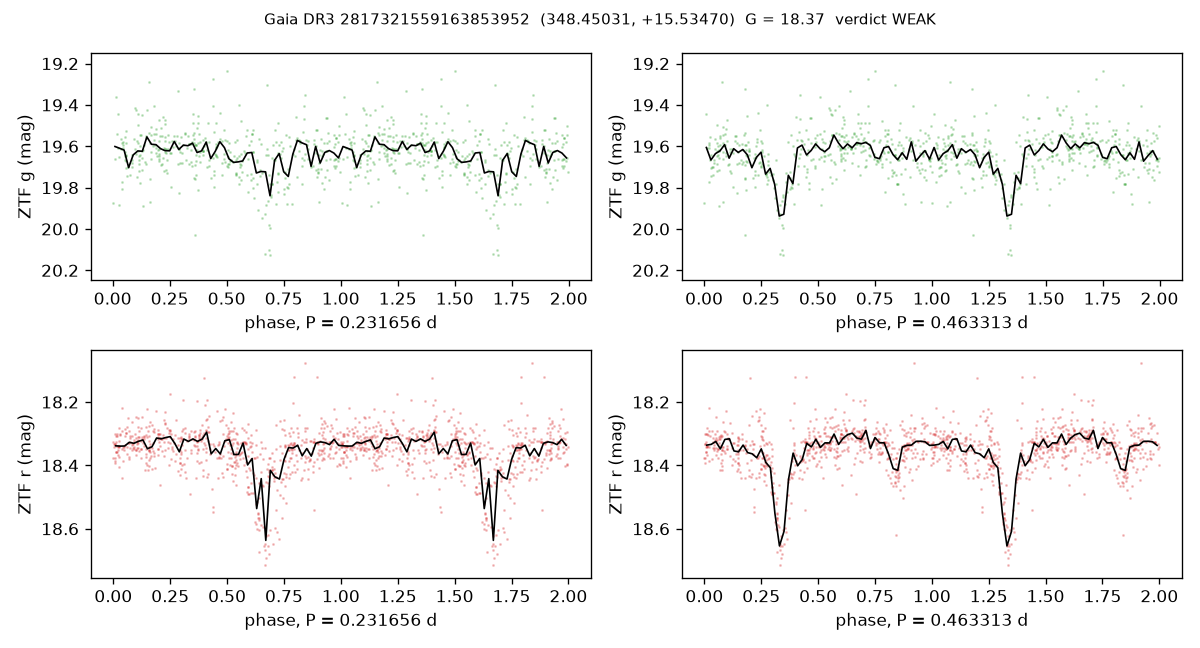 Gaia DR3 2817321559163853952  (348.45031, +15.53470)  G = 18.37  verdict WEAK
ZTF g (mag)
19.2
19.4
19.6
19.8
20.0
20.2
0.00 0.25 0.50 0.75 1.00 1.25 1.50 1.75 2.00
phase, P = 0.231656 d
ZTF g (mag)
19.2
19.4
19.6
19.8
20.0
20.2
0.00 0.25 0.50 0.75 1.00 1.25 1.50 1.75 2.00
phase, P = 0.463313 d
ZTF r (mag)
18.2
18.4
18.6
0.00 0.25 0.50 0.75 1.00 1.25 1.50 1.75 2.00
phase, P = 0.231656 d
ZTF r (mag)
18.2
18.4
18.6
0.00 0.25 0.50 0.75 1.00 1.25 1.50 1.75 2.00
phase, P = 0.463313 d